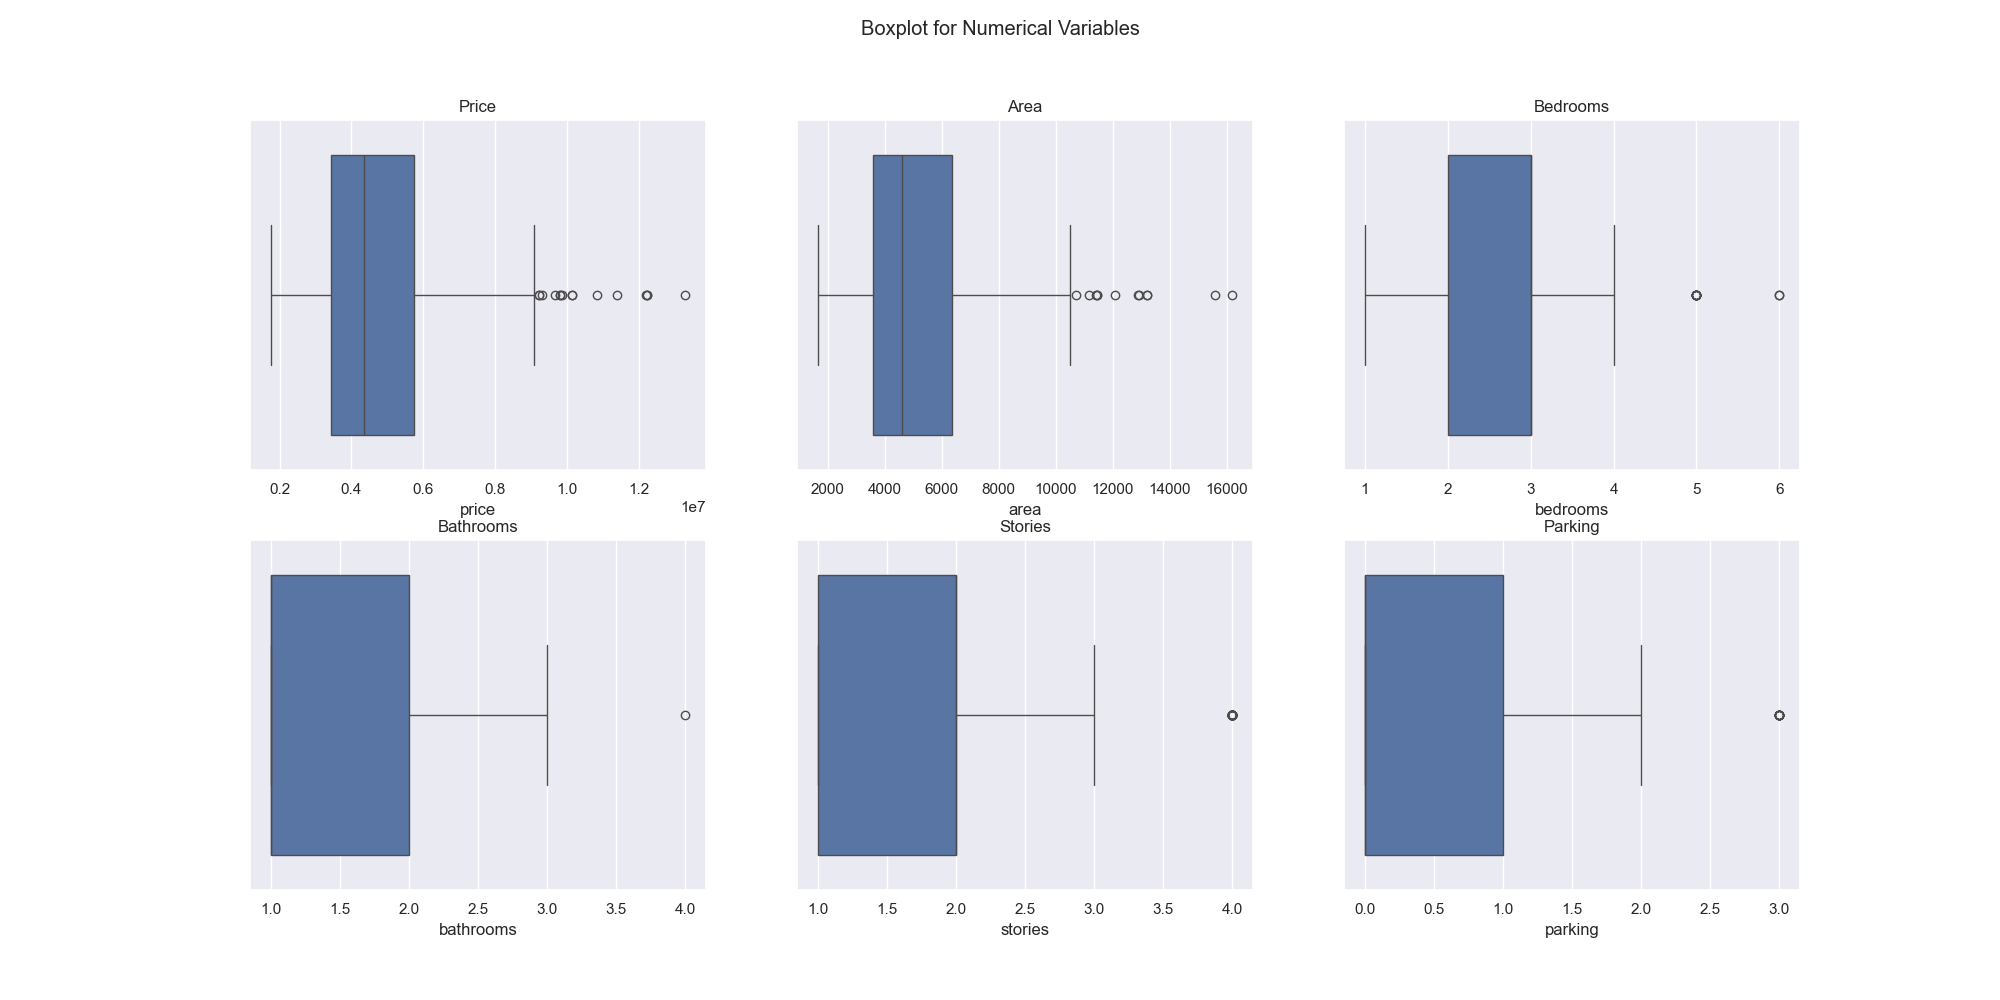 Boxplot for Numerical Variables
Price
Area
Bedrooms
0.2 0.4 0.6 0.8 1.0 1.2
1e7
price
2000 4000 6000 8000 10000 12000 14000 16000
area
1 2 3 4 5 6
bedrooms
Bathrooms
Stories
Parking
1.0 1.5 2.0 2.5 3.0 3.5 4.0
bathrooms
1.0 1.5 2.0 2.5 3.0 3.5 4.0
stories
0.0 0.5 1.0 1.5 2.0 2.5 3.0
parking